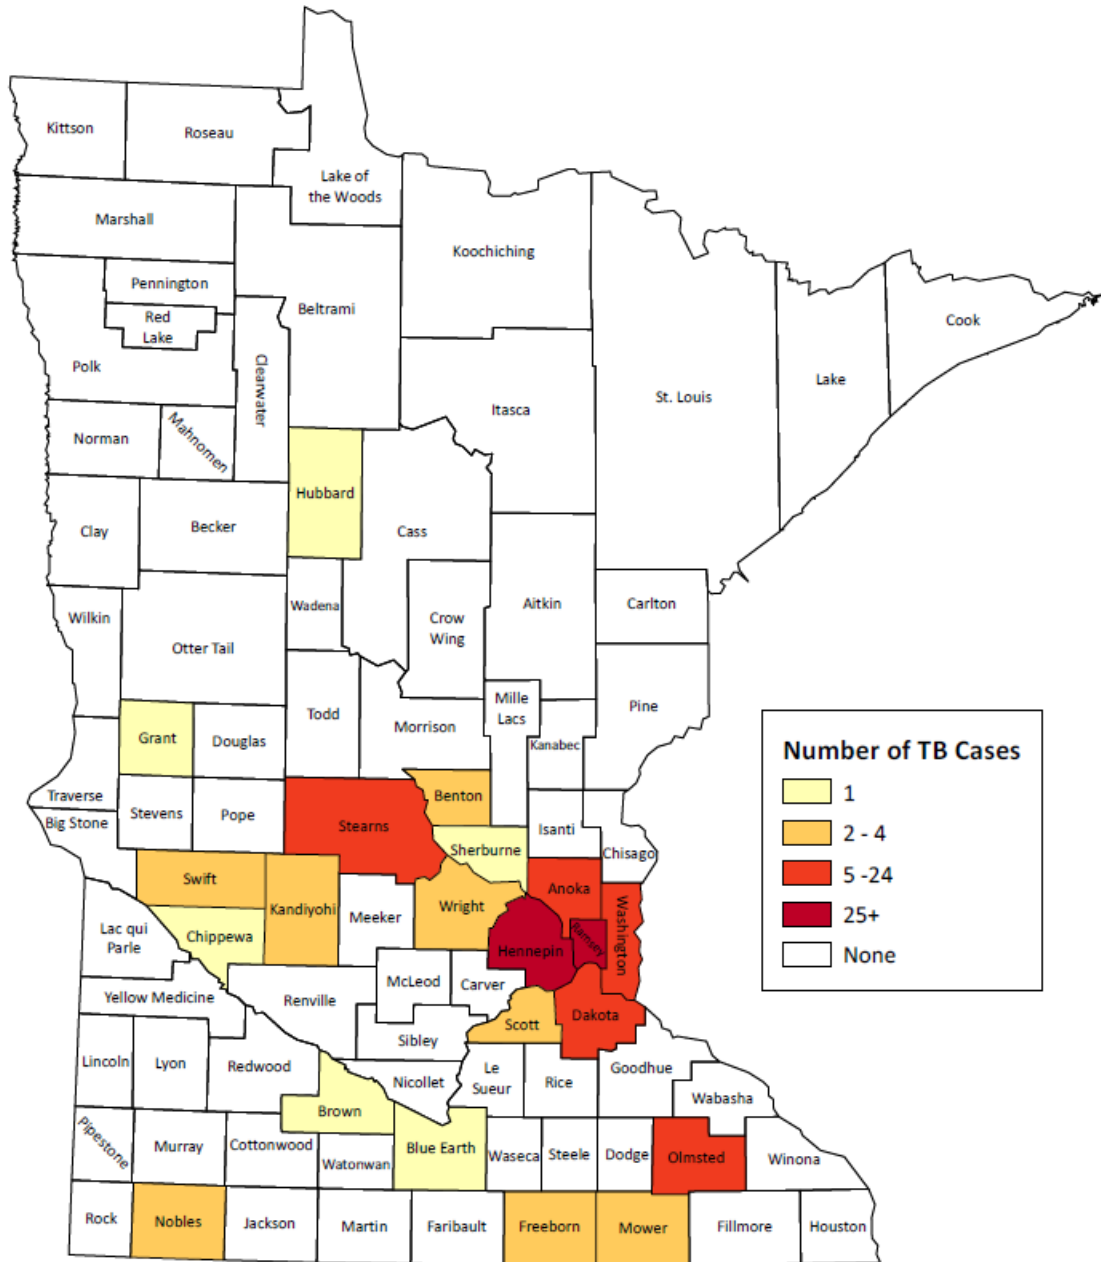 Kittson
Roseau
Lake of
the Woods
Marshall
Koochiching
Pennington
Red
Lake
Beltrami
Cook
Polk
Clearwater
Lake
St. Louis
Itasca
Norman
Mahnomen
Hubbard
Clay
Becker
Cass
Wadena
Aitkin
Carlton
Wilkin
Crow
Wing
Otter Tail
Mille
Lacs
Pine
Todd
Morrison
Grant
Douglas
Kanabec
Number of TB Cases
1
2 - 4
5 -24
25+
None
Traverse
Benton
Stevens
Pope
Big Stone
Stearns
Isanti
Sherburne
Chisago
Swift
Anoka
Kandiyohi
Wright
Meeker
Washington
Lac qui
Parle
Chippewa
Ramsey
Hennepin
McLeod
Carver
Yellow Medicine
Renville
Dakota
Scott
Sibley
Lincoln
Lyon
Redwood
Le
Sueur
Rice
Goodhue
Nicollet
Wabasha
Brown
Pipestone
Murray
Cottonwood
Blue Earth
Waseca
Steele
Dodge
Olmsted
Winona
Watonwan
Rock
Nobles
Jackson
Martin
Faribault
Freeborn
Mower
Fillmore
Houston